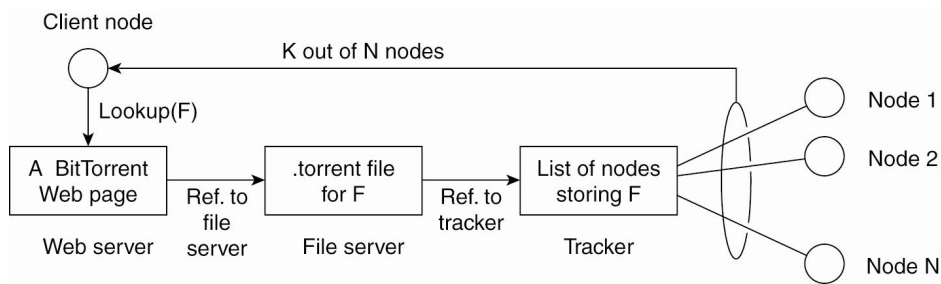 Client node
K out of N nodes
Lookup(F)
Node 1
Node 2
A BitTorrent
Web page
.torrent file
for F
List of nodes
storing F
Ref. to
file
server
Ref. to
tracker
Web server
File server
Tracker
Node N